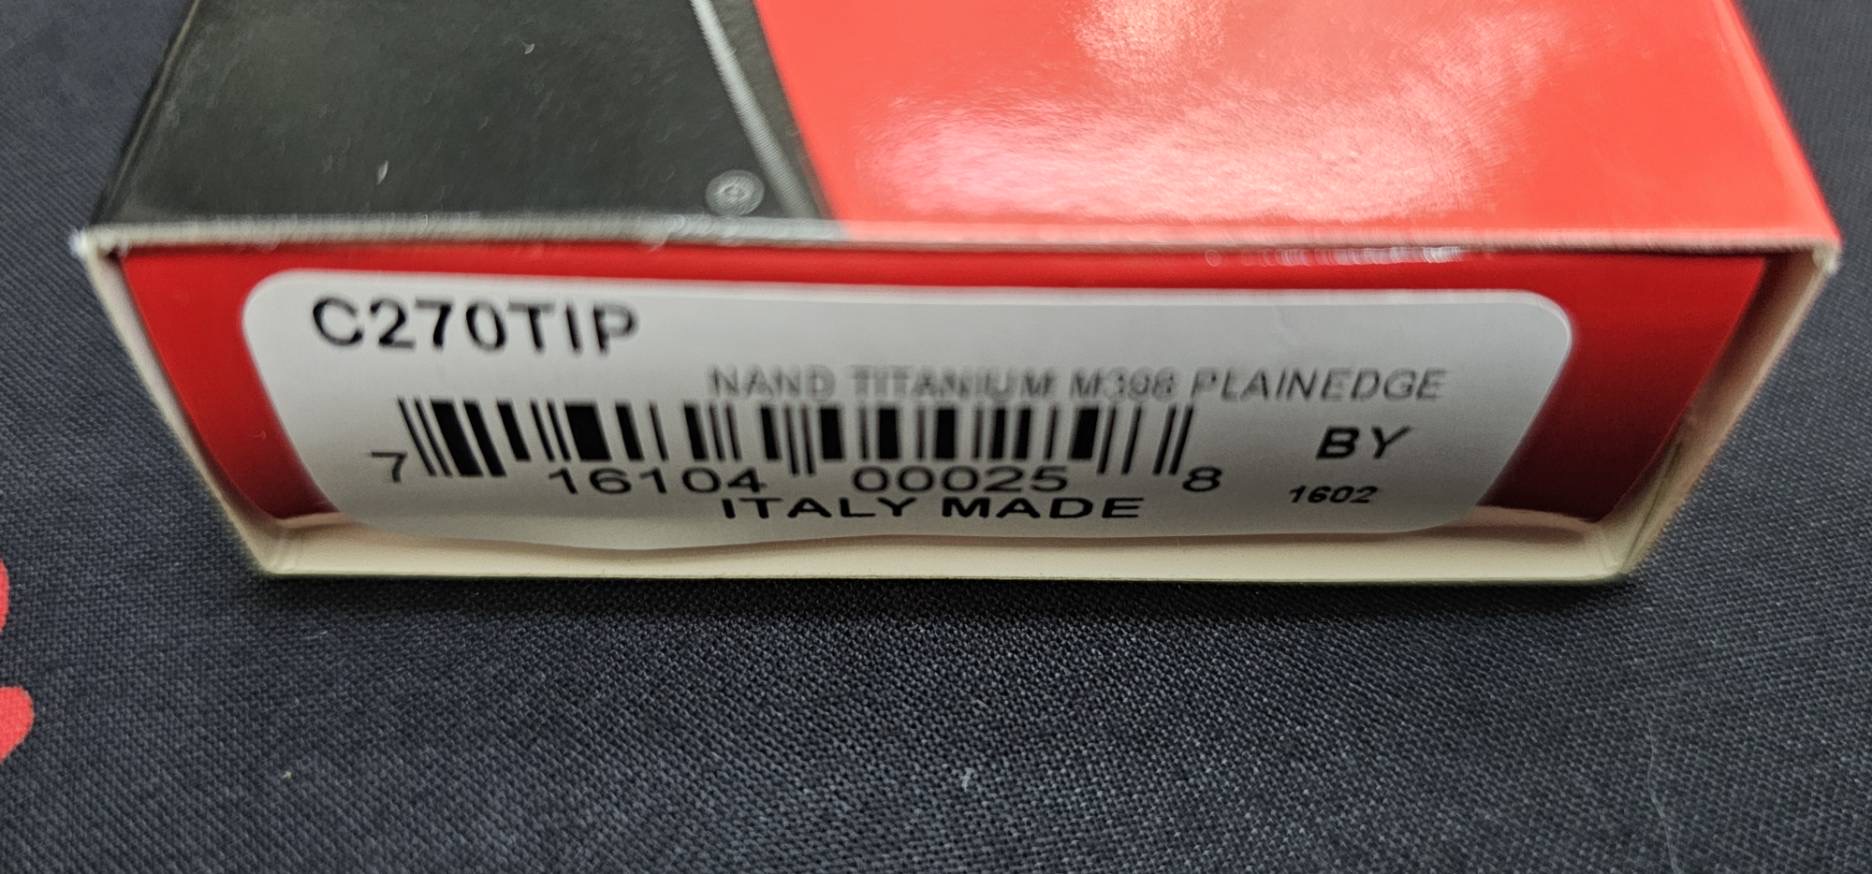 C270TIP
NAND TITANIUM M398 PLAINEDGE
BY
7 16104 00025 8
1602
ITALY MADE